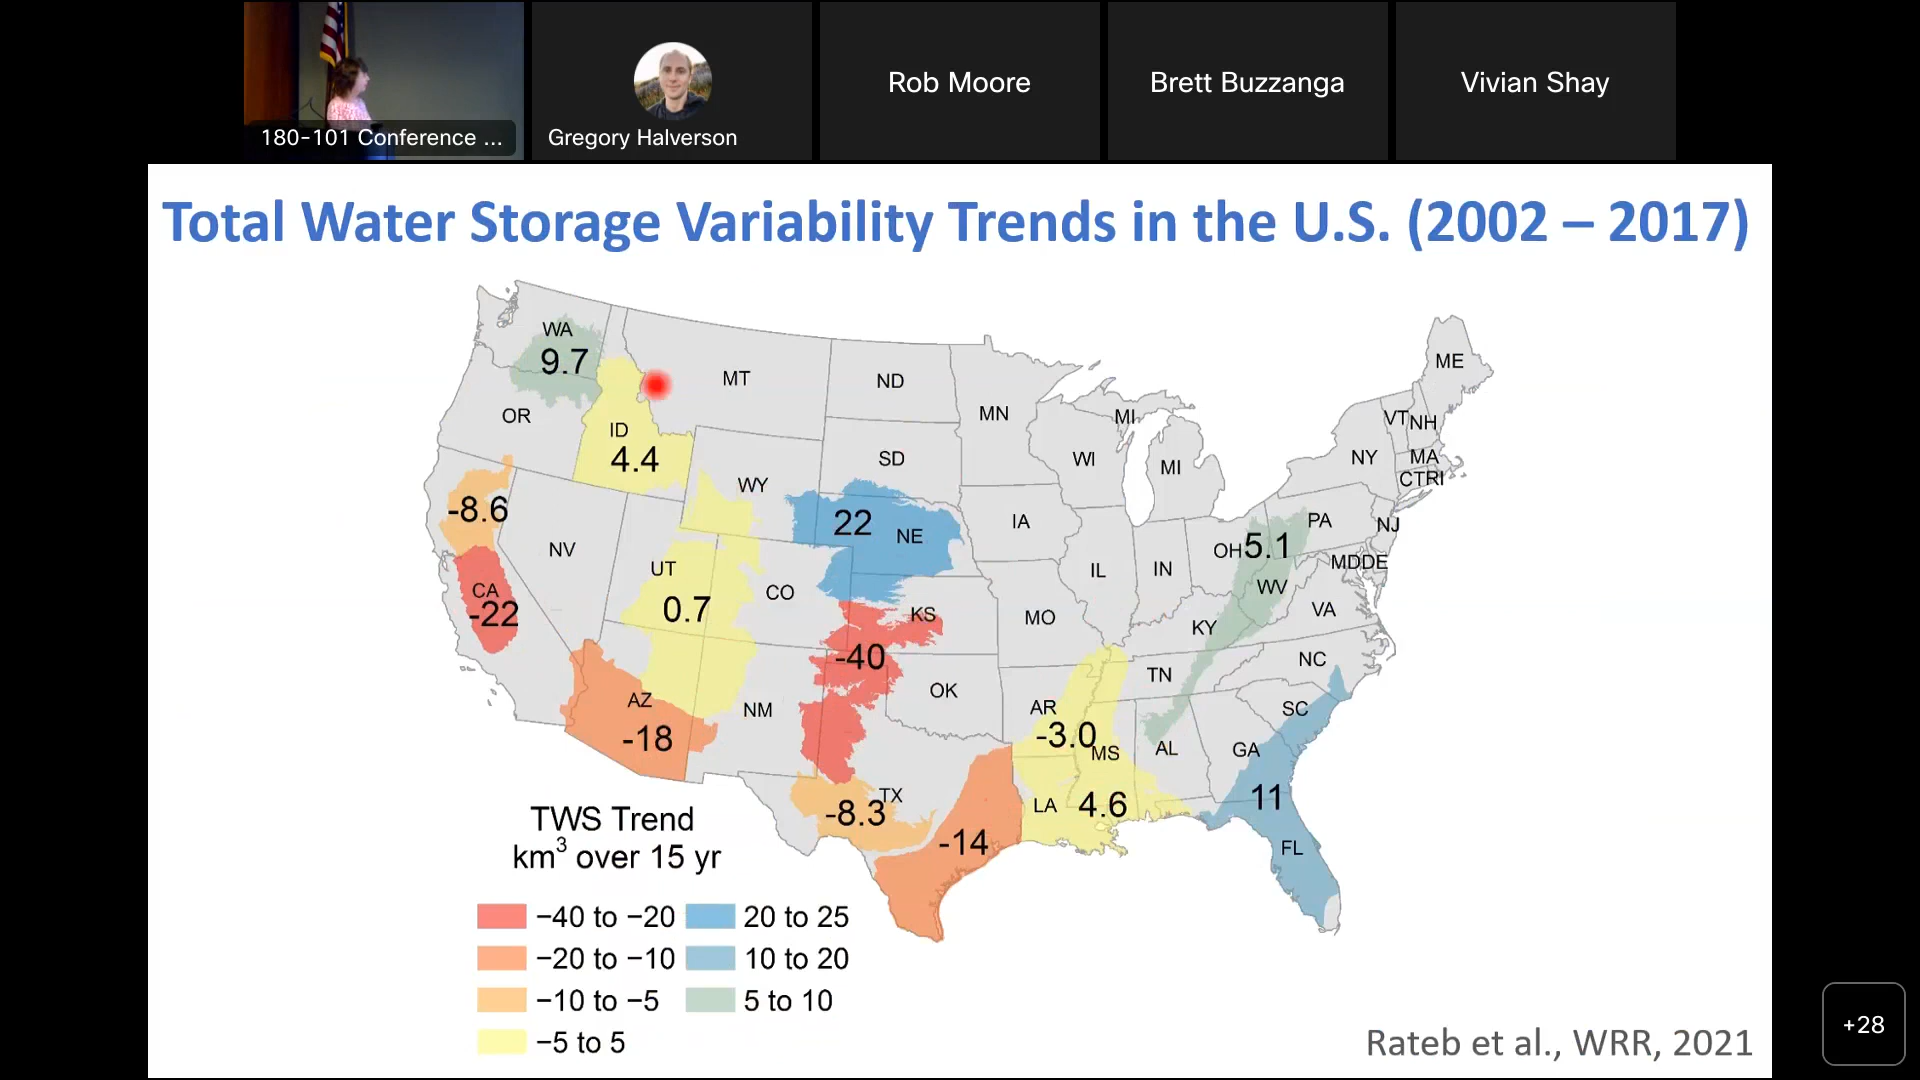 180-101 Conference ...
Gregory Halverson
Rob Moore
Brett Buzzanga
Vivian Shay
Total Water Storage Variability Trends in the U.S. (2002 – 2017)
WA
9.7
MT
ND
MN
ME
OR
ID
4.4
SD
WI
MI
MI
VT
NH
NY
MA
CTRI
-8.6
WY
22
NE
IA
PA
NJ
NV
UT
0.7
CO
IL
IN
OH
5.1
MDDE
WV
VA
CA
-22
KS
-40
MO
KY
NC
AZ
-18
NM
OK
TN
SC
AR
-3.0
MS
AL
GA
11
TX
-8.3
-14
LA
4.6
FL
TWS Trend
km³ over 15 yr
−40 to −20
20 to 25
−20 to −10
10 to 20
−10 to −5
5 to 10
−5 to 5
Rateb et al., WRR, 2021
+28